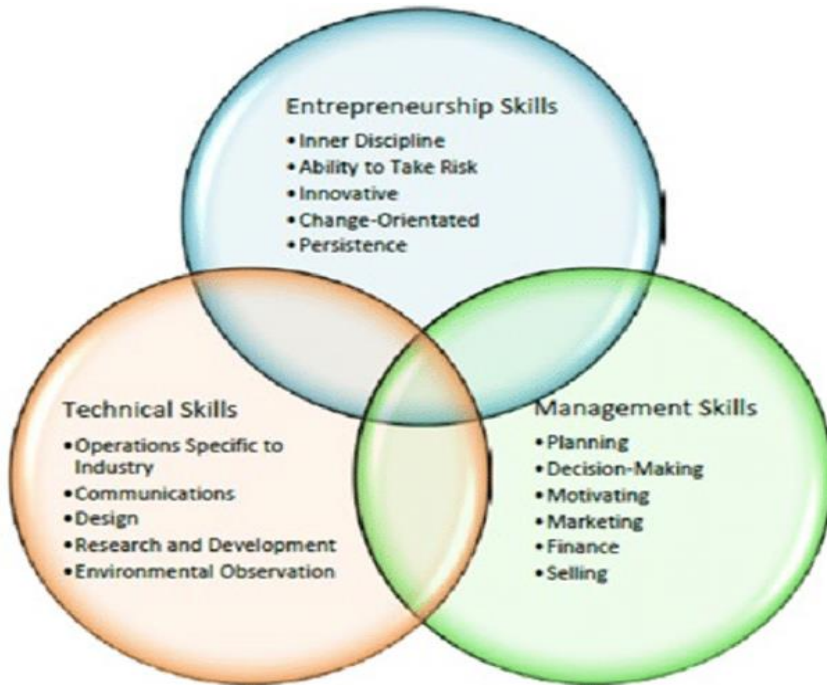 Entrepreneurship Skills
• Inner Discipline
• Ability to Take Risk
• Innovative
• Change-Orientated
• Persistence
Technical Skills
• Operations Specific to
Industry
• Communications
• Design
• Research and Development
• Environmental Observation
Management Skills
• Planning
• Decision-Making
• Motivating
• Marketing
• Finance
• Selling